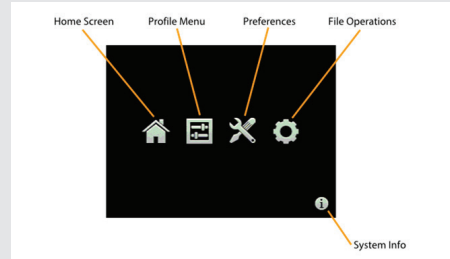 Home Screen
Profile Menu
Preferences
File Operations
System Info